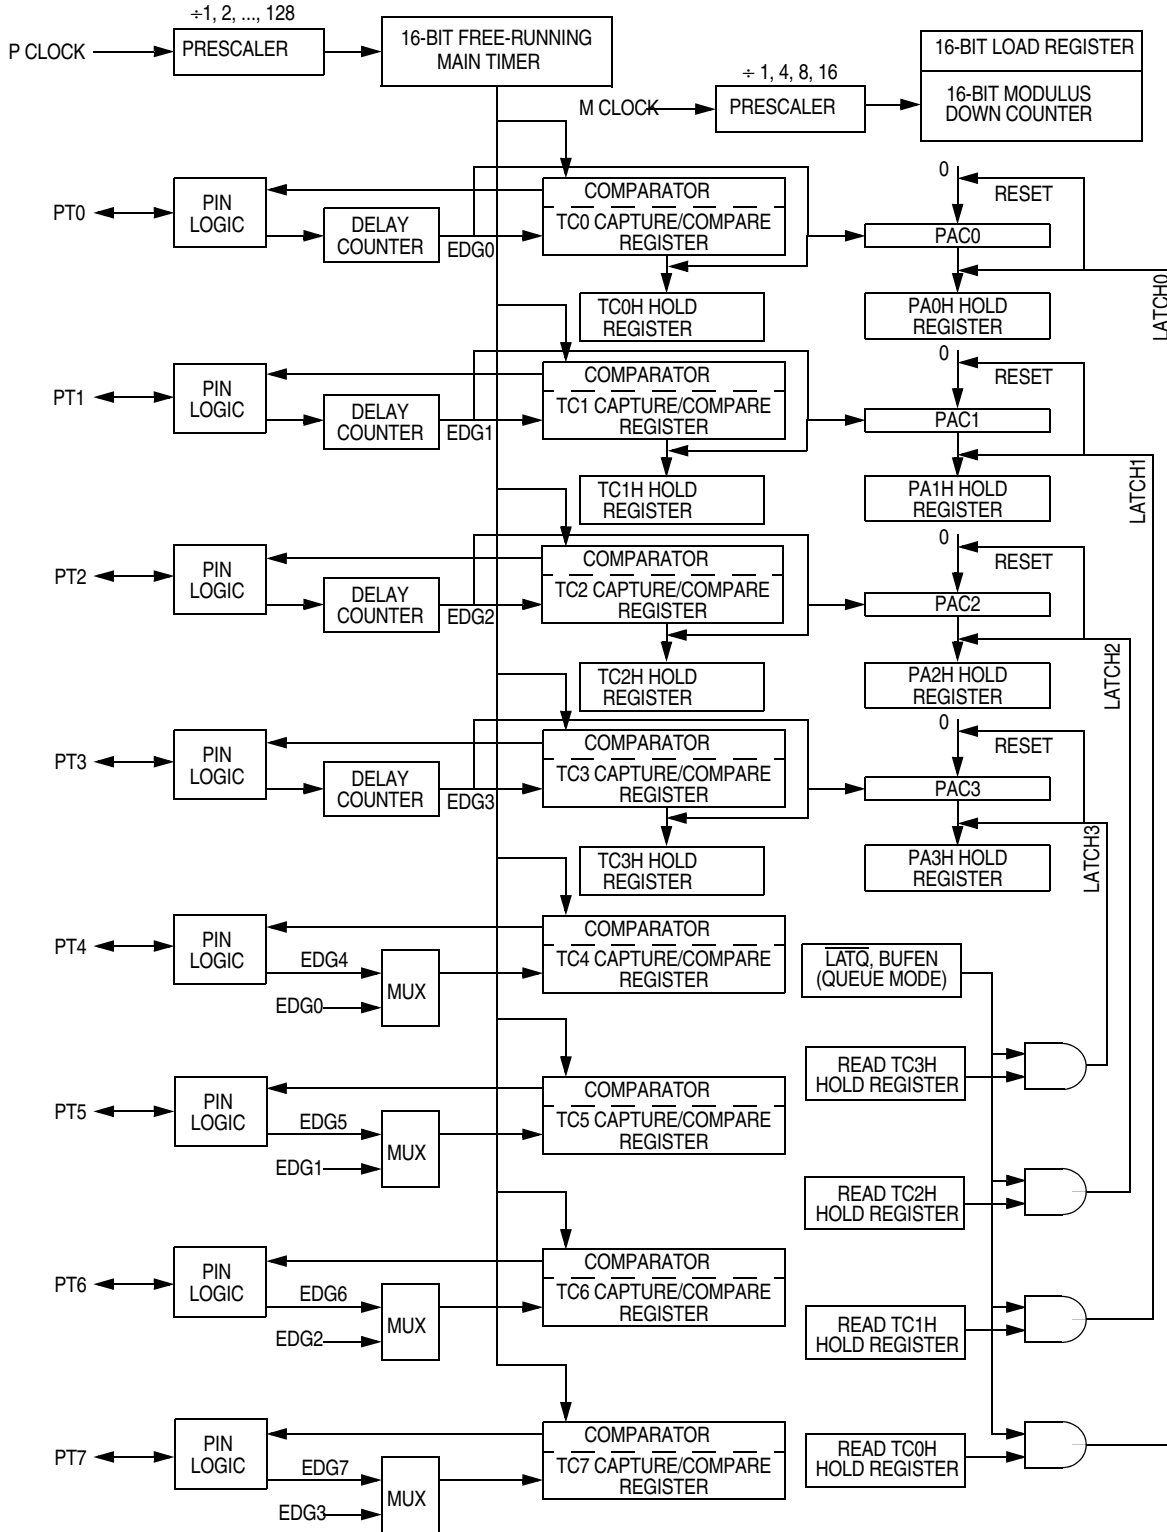 ÷1, 2, ..., 128
P CLOCK
PRESCALER
16-BIT FREE-RUNNING
MAIN TIMER
16-BIT LOAD REGISTER
÷ 1, 4, 8, 16
M CLOCK
PRESCALER
16-BIT MODULUS
DOWN COUNTER
PT0
PIN
LOGIC
DELAY
COUNTER
EDG0
COMPARATOR
TC0 CAPTURE/COMPARE
REGISTER
TC0H HOLD
REGISTER
0
RESET
PAC0
PA0H HOLD
REGISTER
LATCH0
PT1
PIN
LOGIC
DELAY
COUNTER
EDG1
COMPARATOR
TC1 CAPTURE/COMPARE
REGISTER
TC1H HOLD
REGISTER
0
RESET
PAC1
PA1H HOLD
REGISTER
LATCH1
PT2
PIN
LOGIC
DELAY
COUNTER
EDG2
COMPARATOR
TC2 CAPTURE/COMPARE
REGISTER
TC2H HOLD
REGISTER
0
RESET
PAC2
PA2H HOLD
REGISTER
LATCH2
PT3
PIN
LOGIC
DELAY
COUNTER
EDG3
COMPARATOR
TC3 CAPTURE/COMPARE
REGISTER
TC3H HOLD
REGISTER
0
RESET
PAC3
PA3H HOLD
REGISTER
LATCH3
PT4
PIN
LOGIC
EDG4
EDG0
MUX
COMPARATOR
TC4 CAPTURE/COMPARE
REGISTER
LATQ, BUFEN
(QUEUE MODE)
READ TC3H
HOLD REGISTER
PT5
PIN
LOGIC
EDG5
EDG1
MUX
COMPARATOR
TC5 CAPTURE/COMPARE
REGISTER
READ TC2H
HOLD REGISTER
PT6
PIN
LOGIC
EDG6
EDG2
MUX
COMPARATOR
TC6 CAPTURE/COMPARE
REGISTER
READ TC1H
HOLD REGISTER
PT7
PIN
LOGIC
EDG7
EDG3
MUX
COMPARATOR
TC7 CAPTURE/COMPARE
REGISTER
READ TC0H
HOLD REGISTER